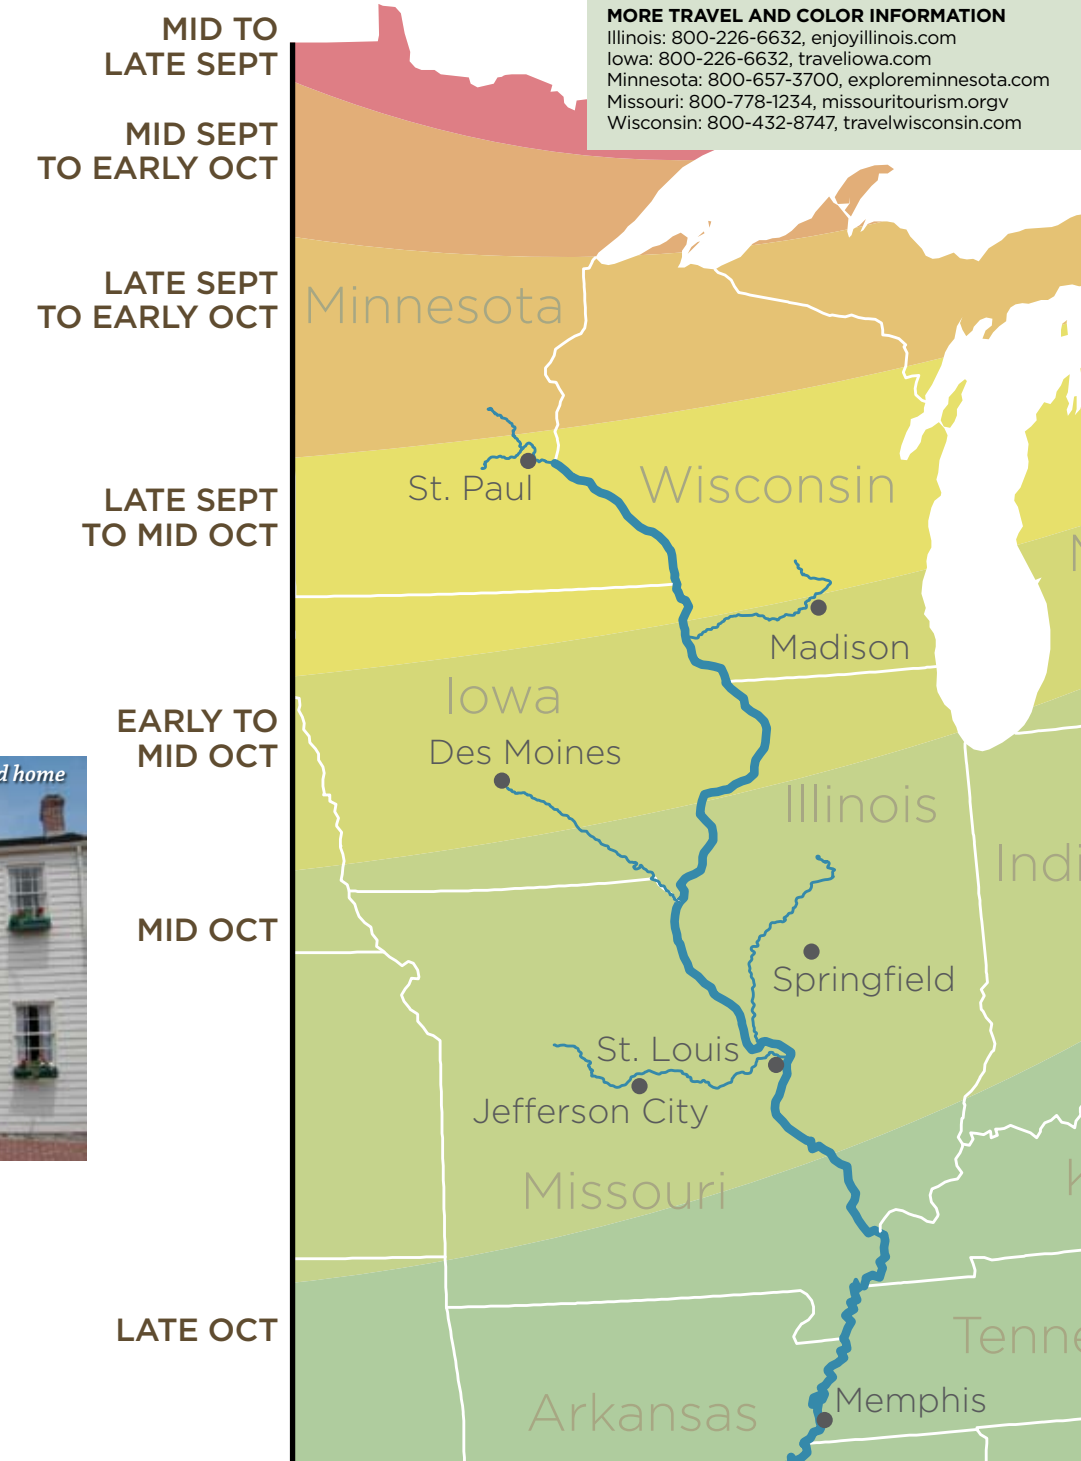 MID TO
LATE SEPT
MID SEPT
TO EARLY OCT
LATE SEPT
TO EARLY OCT
LATE SEPT
TO MID OCT
EARLY TO
MID OCT
MID OCT
LATE OCT
MORE TRAVEL AND COLOR INFORMATION
Illinois: 800-226-6632, enjoyillinois.com
Iowa: 800-226-6632, traveliowa.com
Minnesota: 800-657-3700, exploreminnesota.com
Missouri: 800-778-1234, missouritourism.orgv
Wisconsin: 800-432-8747, travelwisconsin.com
Minnesota
St. Paul
Wisconsin
Madison
Iowa
Des Moines
Illinois
Indi
Springfield
St. Louis
Jefferson City
Missouri
K
Tenne
Memphis
Arkansas
d home